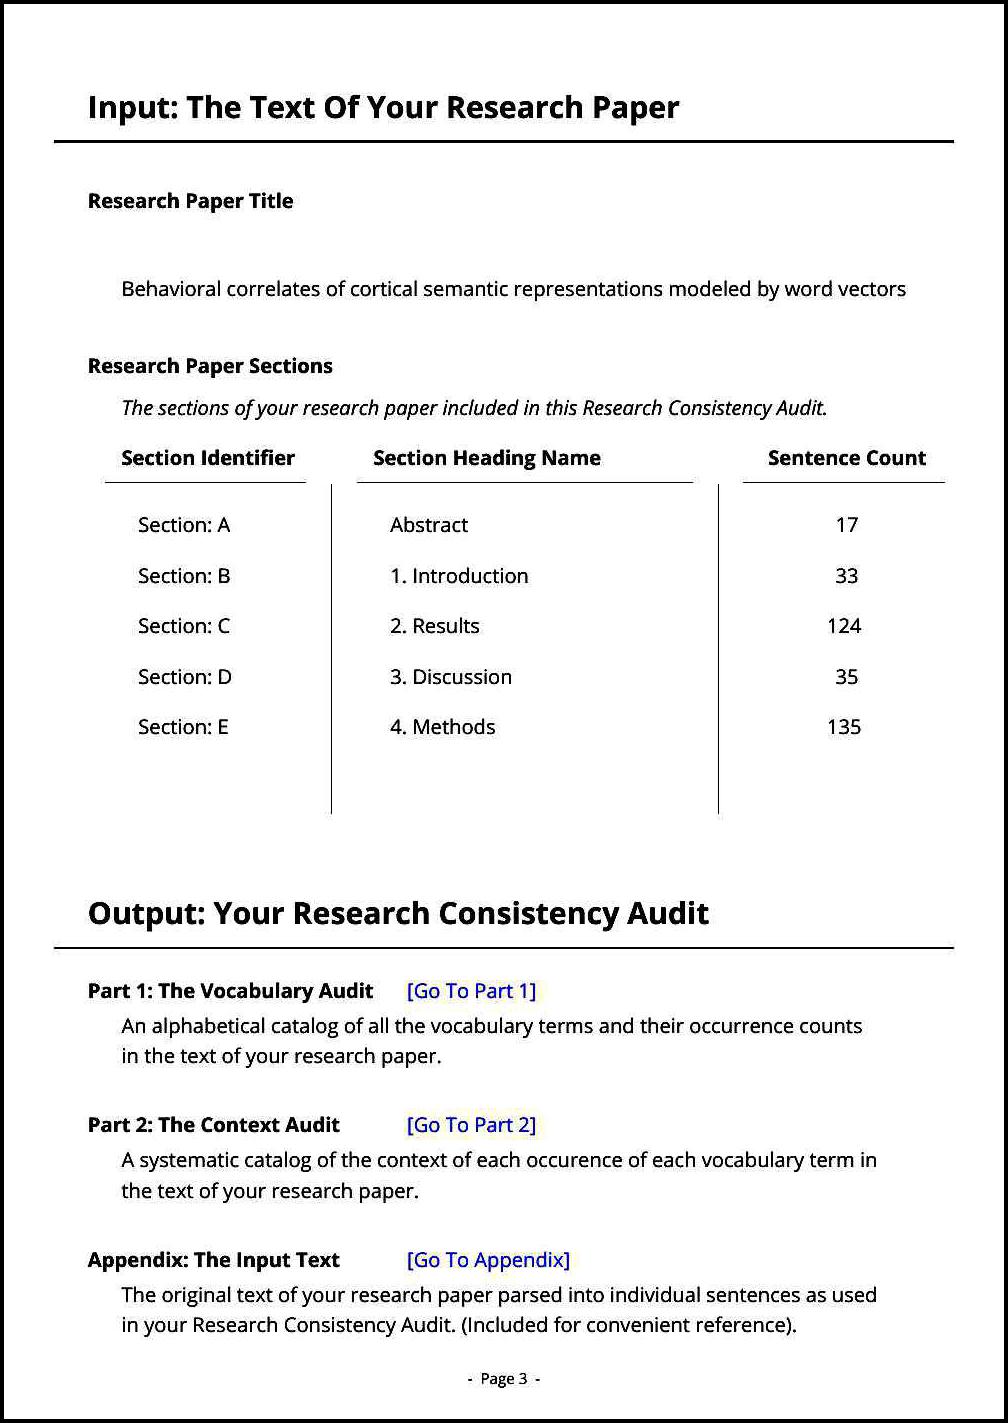 Input: The Text Of Your Research Paper
Research Paper Title
Behavioral correlates of cortical semantic representations modeled by word vectors
Research Paper Sections
The sections of your research paper included in this Research Consistency Audit.
Section Identifier Section Heading Name Sentence Count
Section: A Abstract 17
Section: B 1. Introduction 33
Section: C 2. Results 124
Section: D 3. Discussion 35
Section: E 4. Methods 135
Output: Your Research Consistency Audit
Part 1: The Vocabulary Audit [Go To Part 1]
An alphabetical catalog of all the vocabulary terms and their occurrence counts
in the text of your research paper.
Part 2: The Context Audit [Go To Part 2]
A systematic catalog of the context of each occurence of each vocabulary term in
the text of your research paper.
Appendix: The Input Text [Go To Appendix]
The original text of your research paper parsed into individual sentences as used
in your Research Consistency Audit. (Included for convenient reference).
- Page 3 -